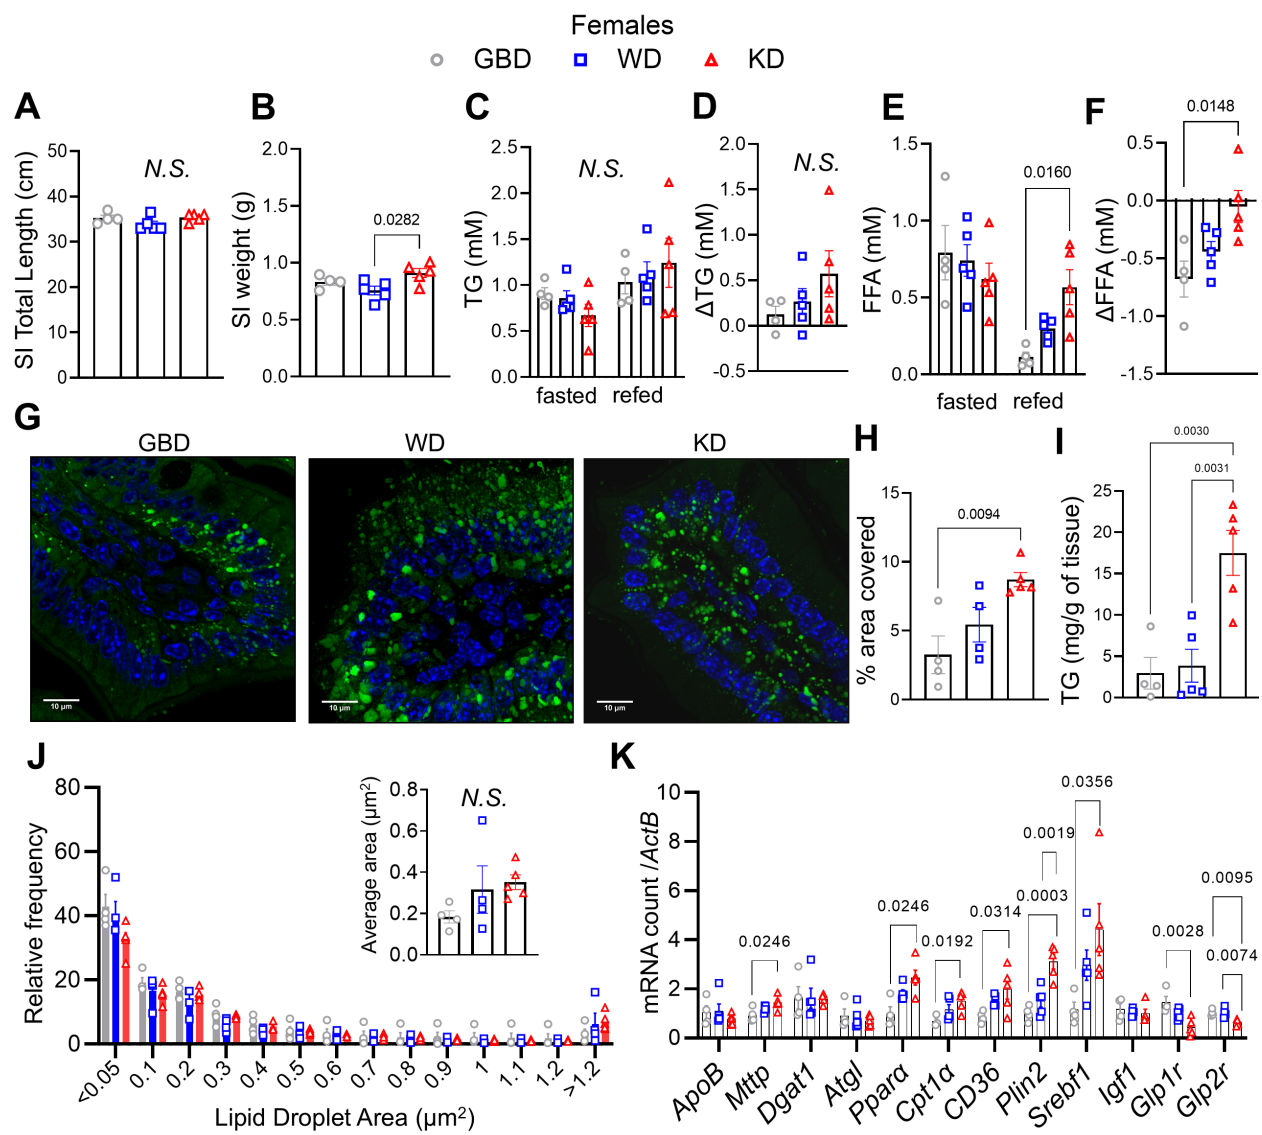 Females
GBD WD KD
A
SI Total Length (cm)
50
40
30
20
10
0
N.S.
B
SI weight (g)
2.0
1.5
1.0
0.5
0.0
0.0282
C
TG (mM)
2.5
2.0
1.5
1.0
0.5
0.0
N.S.
fasted refed
D
ΔTG (mM)
2.0
1.5
1.0
0.5
0.0
-0.5
N.S.
E
FFA (mM)
1.5
1.0
0.5
0.0
0.0160
fasted refed
F
ΔFFA (mM)
0.5
0.0
-0.5
-1.0
-1.5
0.0148
G
GBD WD KD
10 μm
10 μm
10 μm
H
% area covered
15
10
5
0
0.0094
I
TG (mg/g of tissue)
25
20
15
10
5
0
0.0030
0.0031
J
Relative frequency
80
60
40
20
0
<0.05 0.1 0.2 0.3 0.4 0.5 0.6 0.7 0.8 0.9 1 1.1 1.2 >1.2
Lipid Droplet Area (μm²)
Average area (μm²)
0.8
0.6
0.4
0.2
0.0
N.S.
K
mRNA count /ActB
10
8
6
4
2
0
0.0246
0.0246
0.0192
0.0314
0.0003
0.0019
0.0356
0.0028
0.0095
0.0074
ApoB Mttp Dgat1 Atgl Pparα Cpt1α CD36 Plin2 Srebf1 Igf1 Glp1r Glp2r